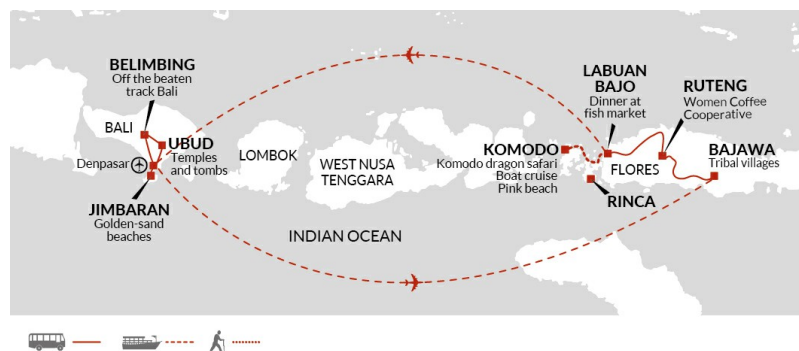 BELIMBING
Off the beaten
track Bali
BALI
UBUD
Temples
and tombs
Denpasar
JIMBARAN
Golden-sand
beaches
LOMBOK
WEST NUSA
TENGGARA
INDIAN OCEAN
KOMODO
Komodo dragon safari
Boat cruise
Pink beach
LABUAN
BAJO
Dinner at
fish market
RUTENG
Women Coffee
Cooperative
BAJAWA
Tribal villages
FLORES
RINCA